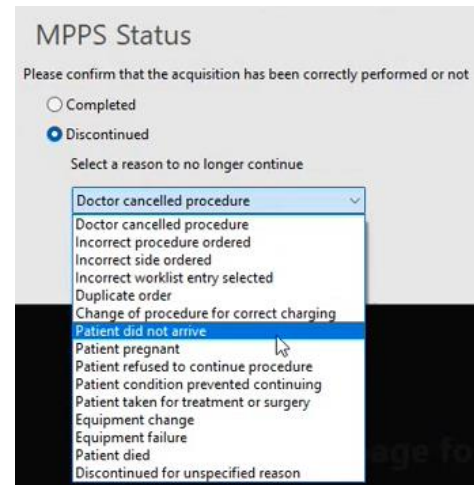 MPPS Status
Please confirm that the acquisition has been correctly performed or not
Completed
Discontinued
Select a reason to no longer continue
Doctor cancelled procedure
Doctor cancelled procedure
Incorrect procedure ordered
Incorrect side ordered
Incorrect worklist entry selected
Duplicate order
Change of procedure for correct charging
Patient did not arrive
Patient pregnant
Patient refused to continue procedure
Patient condition prevented continuing
Patient taken for treatment or surgery
Equipment change
Equipment failure
Patient died
Discontinued for unspecified reason